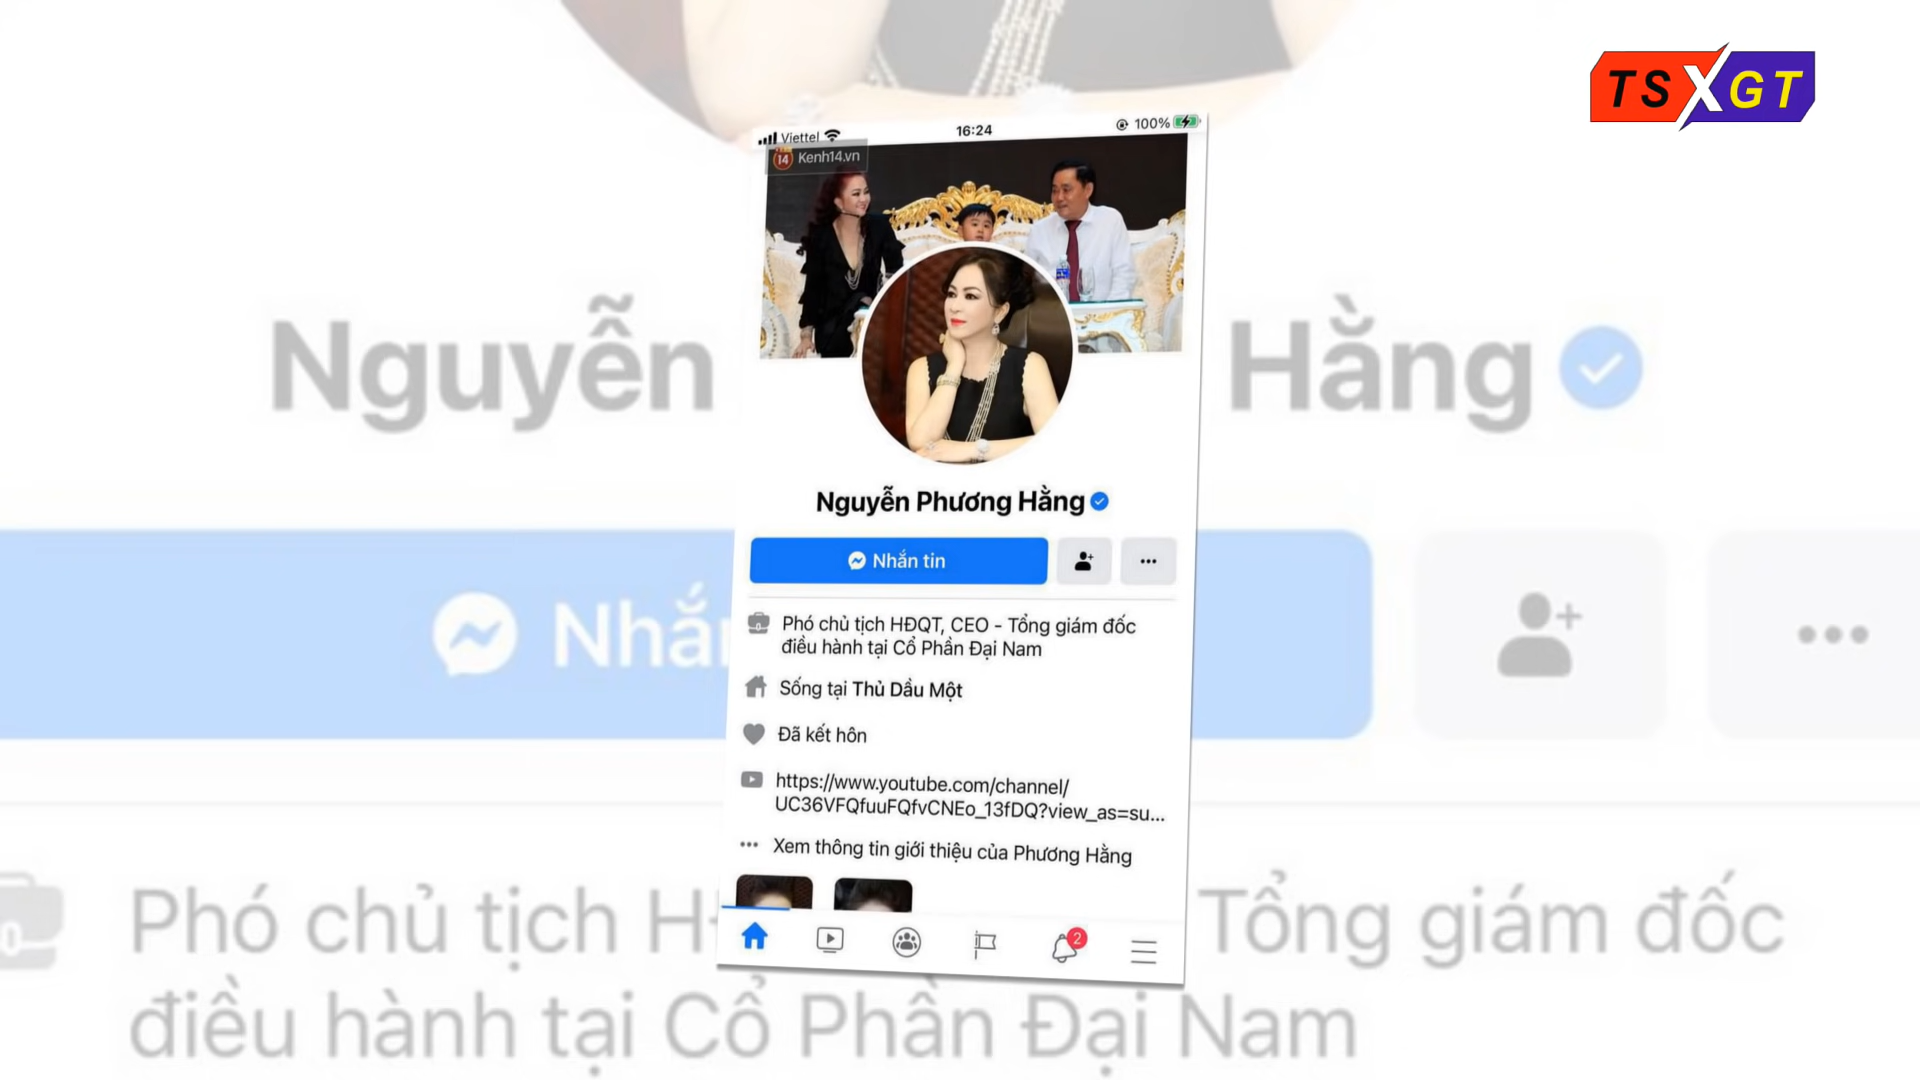 TSXGT
Viettel
16:24
100%
14 Kenh14.vn
Nguyễn Phương Hằng
Nhắn tin
Phó chủ tịch HĐQT, CEO - Tổng giám đốc
điều hành tại Cổ Phần Đại Nam
Sống tại Thủ Dầu Một
Đã kết hôn
https://www.youtube.com/channel/
UC36VFQfuuFQfvCNEo_13fDQ?view_as=su...
Xem thông tin giới thiệu của Phương Hằng
2
Nguyễn Hằng
Nhắ
Phó chủ tịch H Tổng giám đốc
điều hành tại Cổ Phần Đại Nam